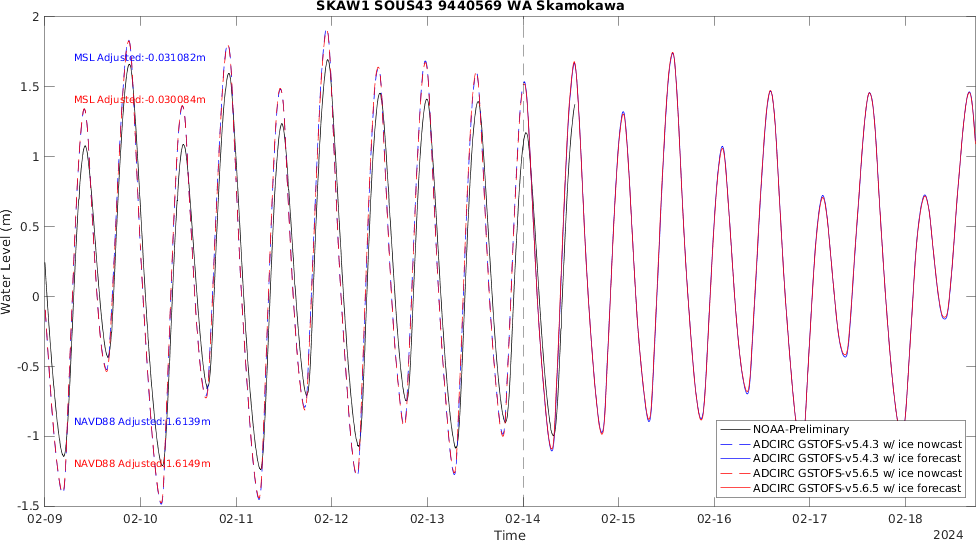 SKAW1 SOUS43 9440569 WA Skamokawa
2
1.5
1
0.5
0
-0.5
-1
-1.5
Water Level (m)
MSL Adjusted:-0.031082m
MSL Adjusted:-0.030084m
NAVD88 Adjusted:1.6139m
NAVD88 Adjusted:1.6149m
NOAA-Preliminary
ADCIRC GSTOFS-v5.4.3 w/ ice nowcast
ADCIRC GSTOFS-v5.4.3 w/ ice forecast
ADCIRC GSTOFS-v5.6.5 w/ ice nowcast
ADCIRC GSTOFS-v5.6.5 w/ ice forecast
02-09 02-10 02-11 02-12 02-13 02-14 02-15 02-16 02-17 02-18
Time
2024